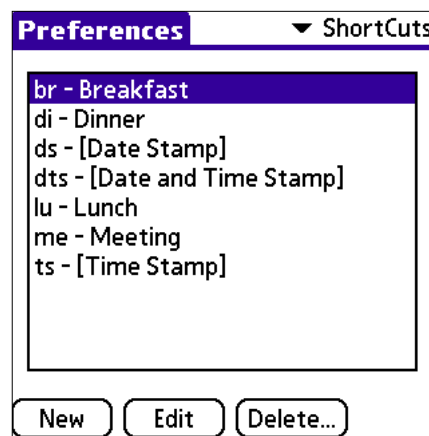 Preferences ShortCuts
br - Breakfast
di - Dinner
ds - [Date Stamp]
dts - [Date and Time Stamp]
lu - Lunch
me - Meeting
ts - [Time Stamp]
New Edit Delete...